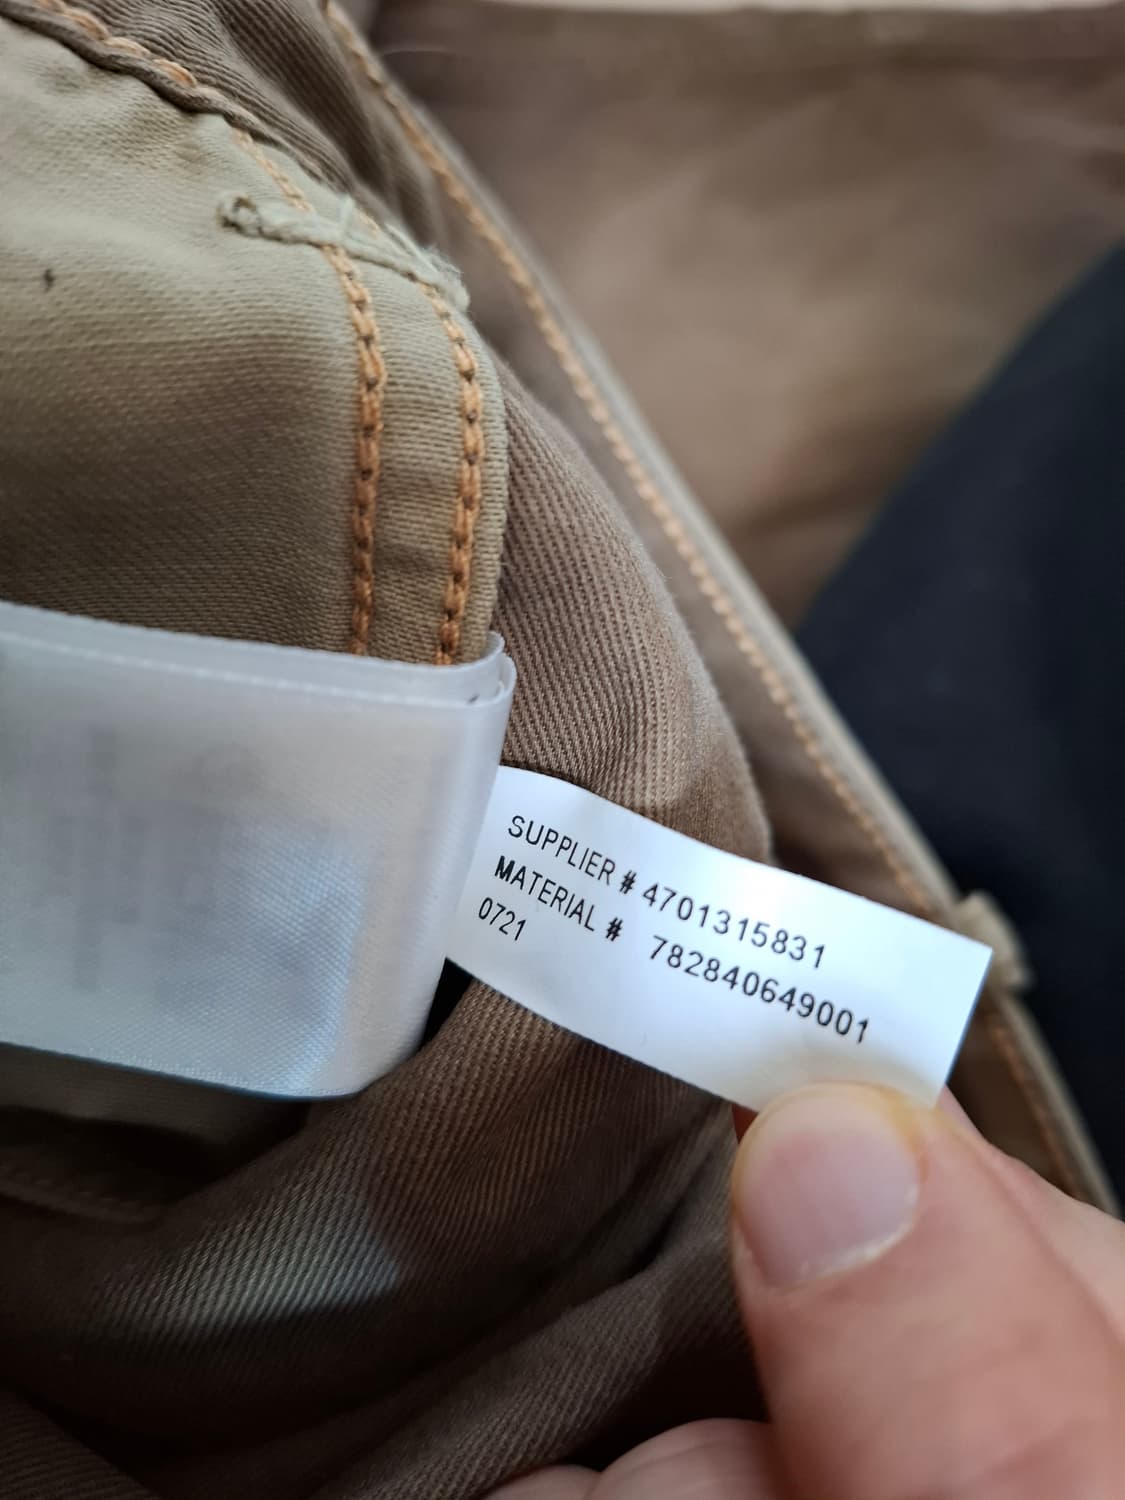 SUPPLIER # 4701315831
MATERIAL # 782840649001
0721